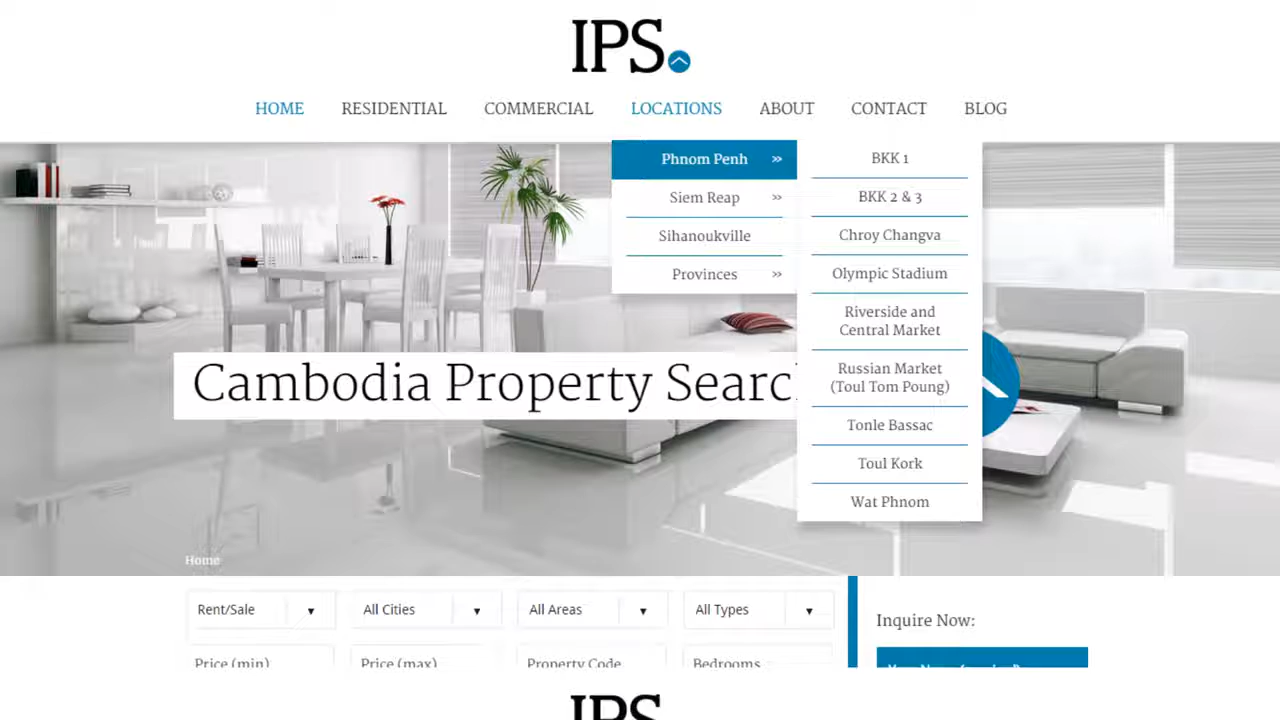 IPS
HOME RESIDENTIAL COMMERCIAL LOCATIONS ABOUT CONTACT BLOG
Phnom Penh »
Siem Reap »
Sihanoukville
Provinces »
BKK 1
BKK 2 & 3
Chroy Changva
Olympic Stadium
Riverside and
Central Market
Russian Market
(Toul Tom Poung)
Tonle Bassac
Toul Kork
Wat Phnom
Cambodia Property Searc
Home
Rent/Sale All Cities All Areas All Types
Price (min) Price (max) Property Code Bedrooms
Inquire Now:
IPS